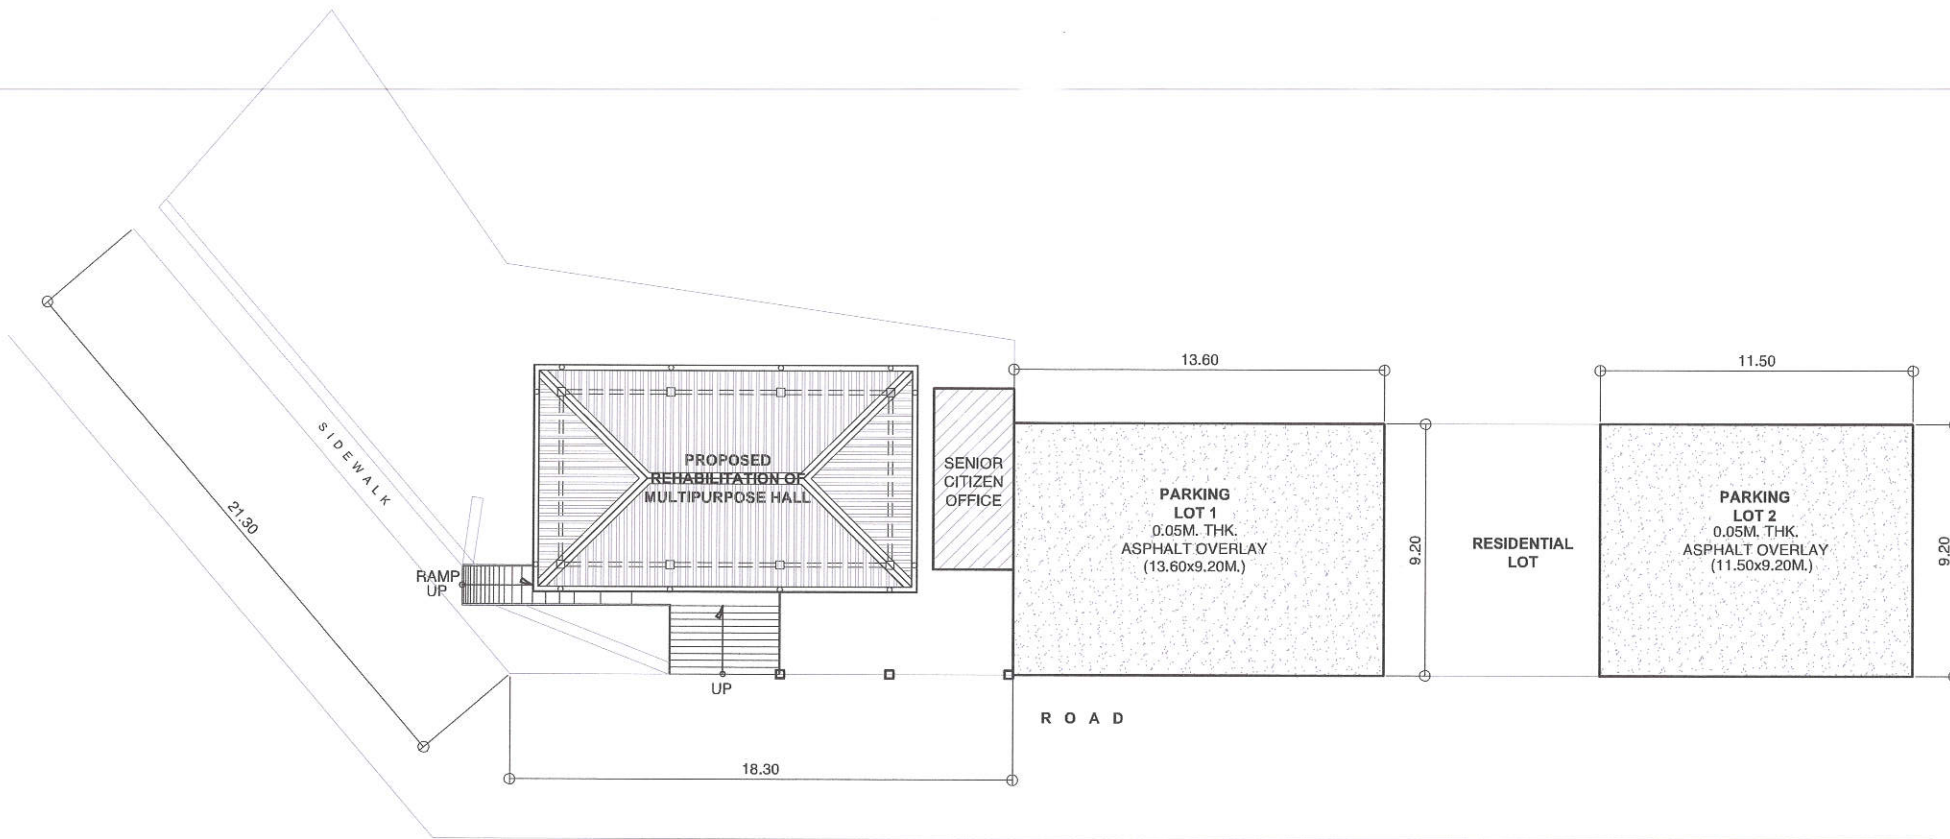 13.60
11.50
SIDEWALK
PROPOSED
REHABILITATION OF
MULTIPURPOSE HALL
SENIOR
CITIZEN
OFFICE
PARKING
LOT 1
0.05M. THK.
ASPHALT OVERLAY
(13.60x9.20M.)
9.20
RESIDENTIAL
LOT
PARKING
LOT 2
0.05M. THK.
ASPHALT OVERLAY
(11.50x9.20M.)
9.20
21.30
RAMP
UP
UP
ROAD
18.30